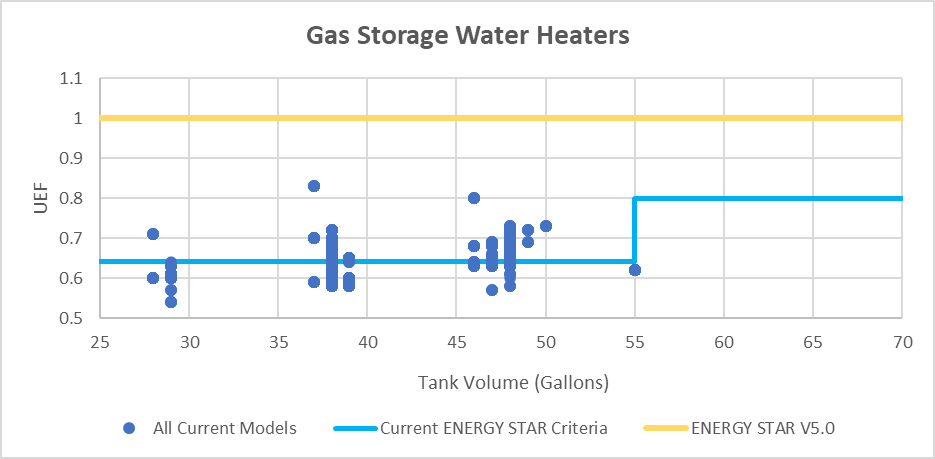 Gas Storage Water Heaters
1.1
1
0.9
0.8
0.7
0.6
0.5
UEF
25 30 35 40 45 50 55 60 65 70
Tank Volume (Gallons)
All Current Models Current ENERGY STAR Criteria ENERGY STAR V5.0